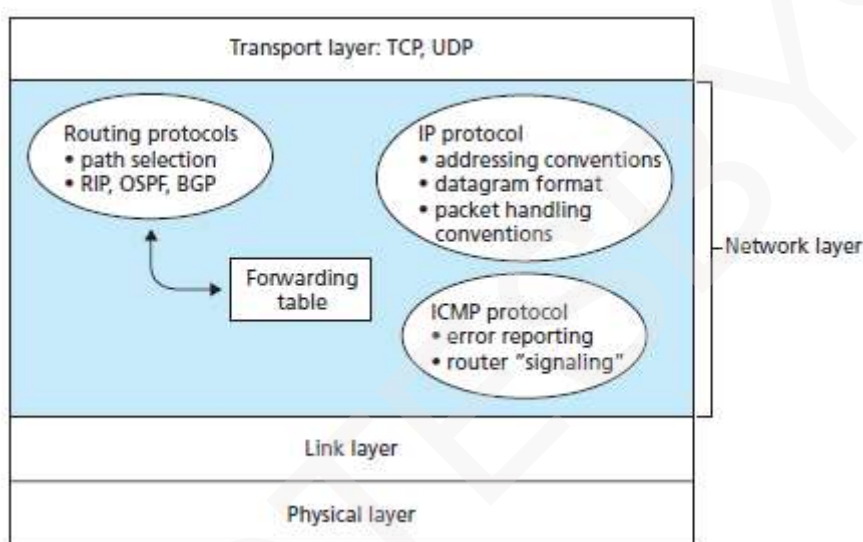 Transport layer: TCP, UDP
Routing protocols
• path selection
• RIP, OSPF, BGP
IP protocol
• addressing conventions
• datagram format
• packet handling
conventions
Network layer
Forwarding
table
ICMP protocol
• error reporting
• router “signaling”
Link layer
Physical layer